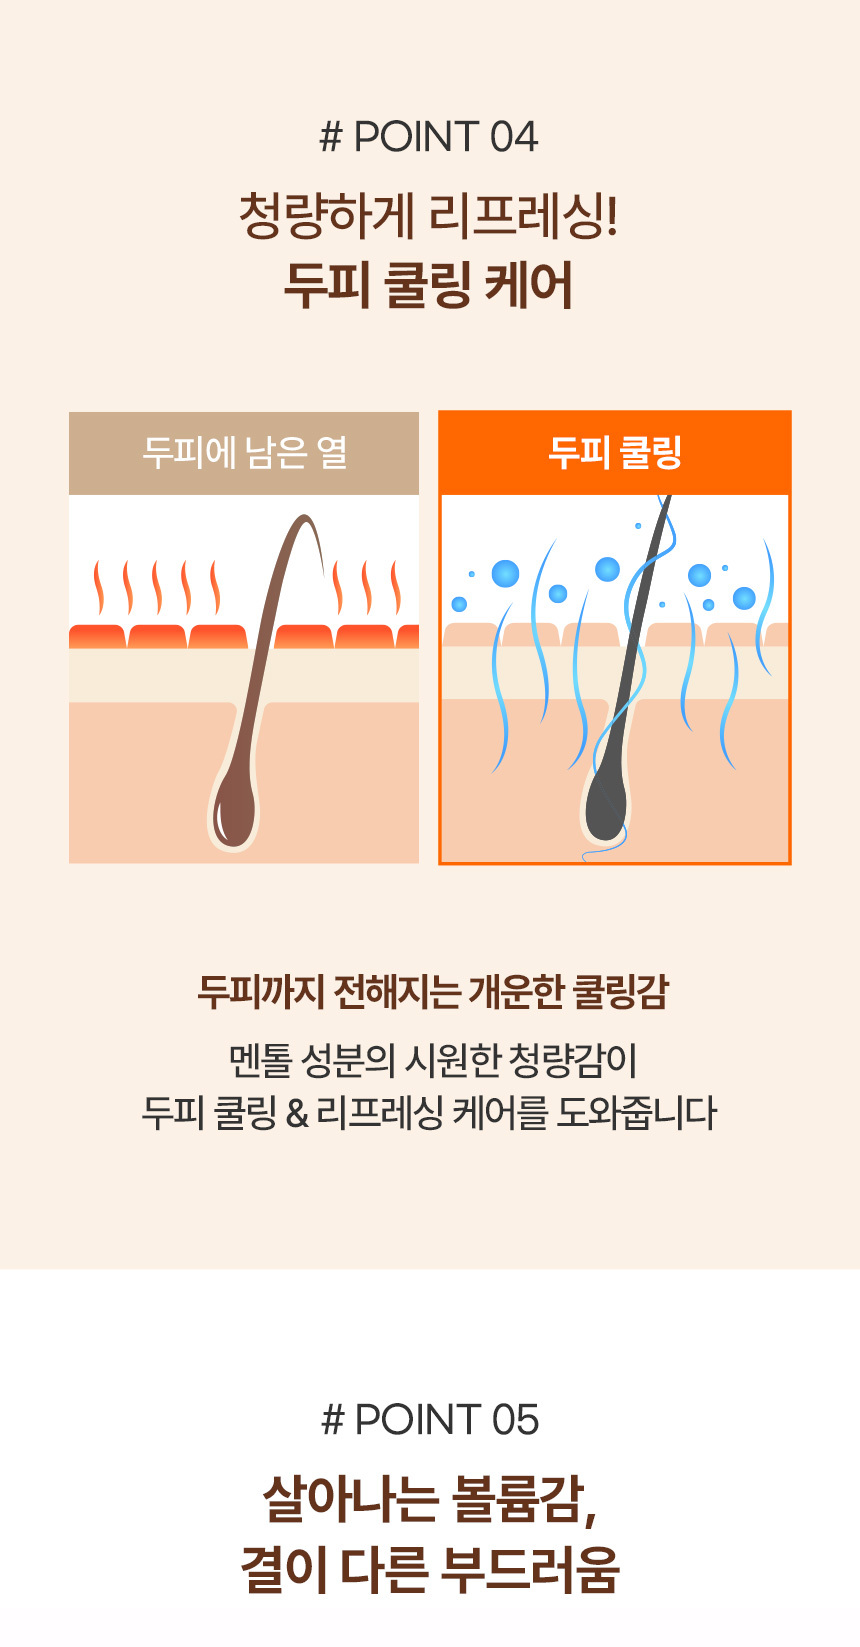 # POINT 04
청량하게 리프레싱!
두피 쿨링 케어
두피에 남은 열
두피 쿨링
두피까지 전해지는 개운한 쿨링감
멘톨 성분의 시원한 청량감이
두피 쿨링 & 리프레싱 케어를 도와줍니다
# POINT 05
살아나는 볼륨감,
결이 다른 부드러움